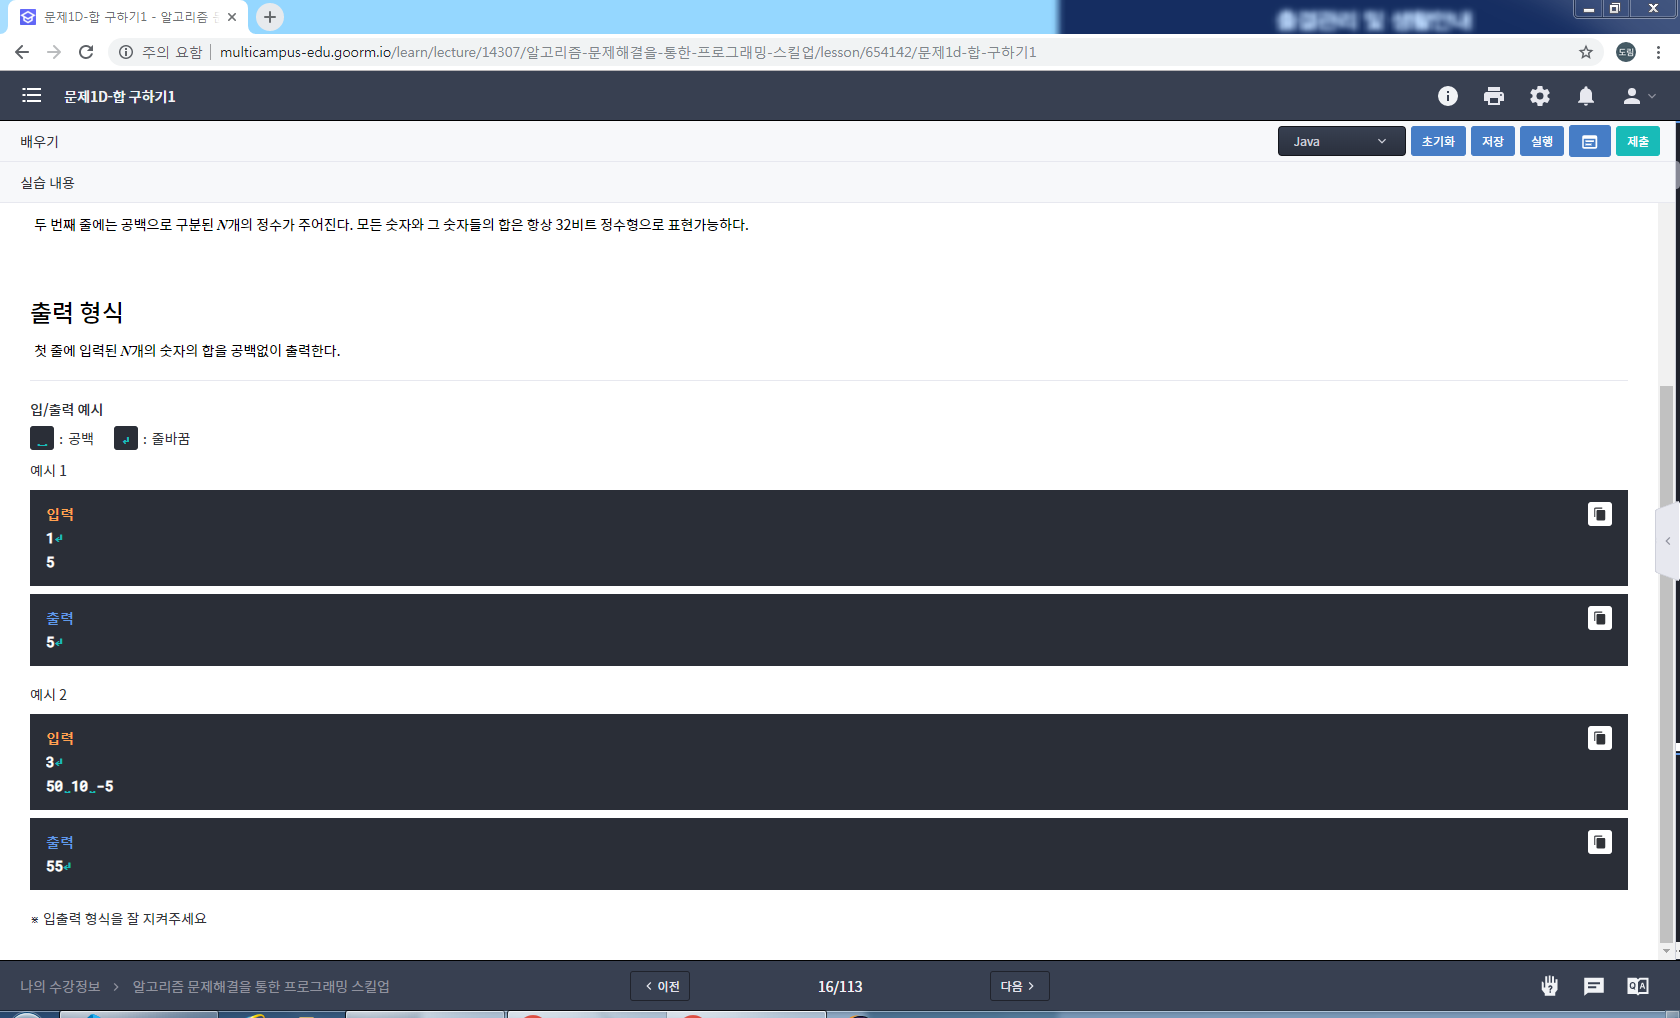 문제1D-합 구하기1 - 알고리즘
주의 요함 | multicampus-edu.goorm.io/learn/lecture/14307/알고리즘-문제해결을-통한-프로그래밍-스킬업/lesson/654142/문제1d-합-구하기1
도림
문제1D-합 구하기1
배우기
Java 초기화 저장 실행 제출
실습 내용
두 번째 줄에는 공백으로 구분된 N개의 정수가 주어진다. 모든 숫자와 그 숫자들의 합은 항상 32비트 정수형으로 표현가능하다.
출력 형식
첫 줄에 입력된 N개의 숫자의 합을 공백없이 출력한다.
입/출력 예시
␣ : 공백 ↵ : 줄바꿈
예시 1
입력
1↵
5
출력
5↵
예시 2
입력
3↵
50␣10␣-5
출력
55↵
※ 입출력 형식을 잘 지켜주세요
나의 수강정보 > 알고리즘 문제해결을 통한 프로그래밍 스킬업
< 이전
16/113
다음 >